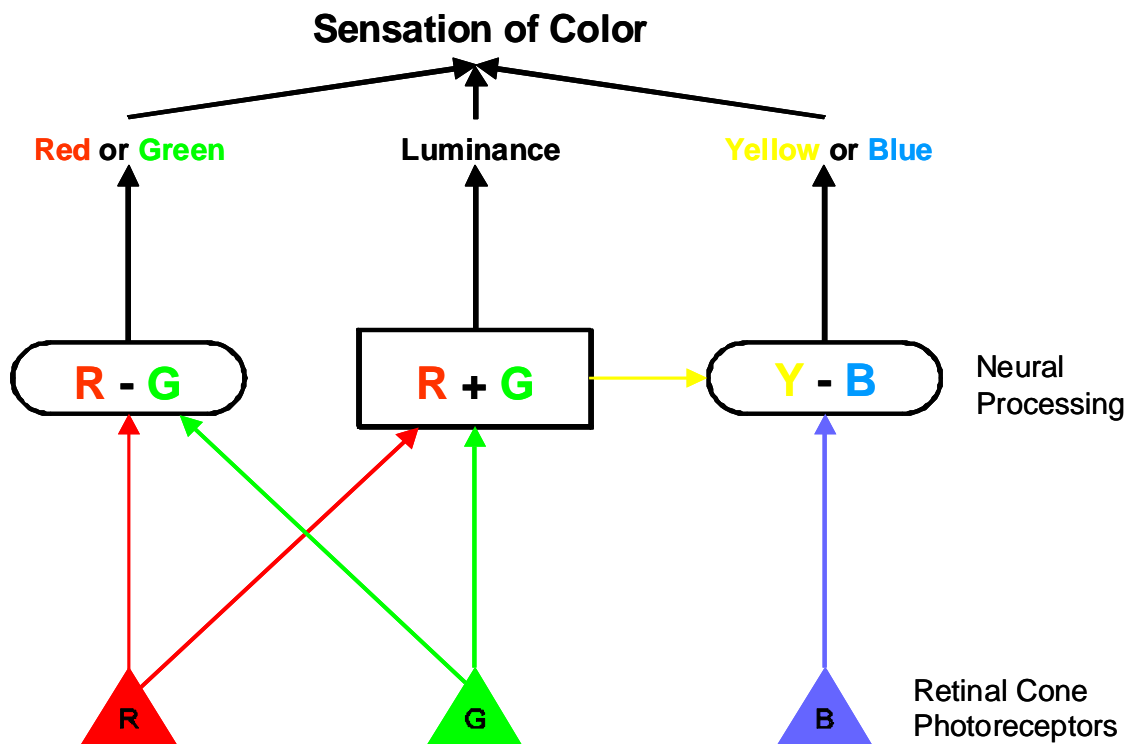 Sensation of Color
Red or Green
Luminance
Yellow or Blue
R - G
R + G
Y - B
Neural
Processing
R
G
B
Retinal Cone
Photoreceptors